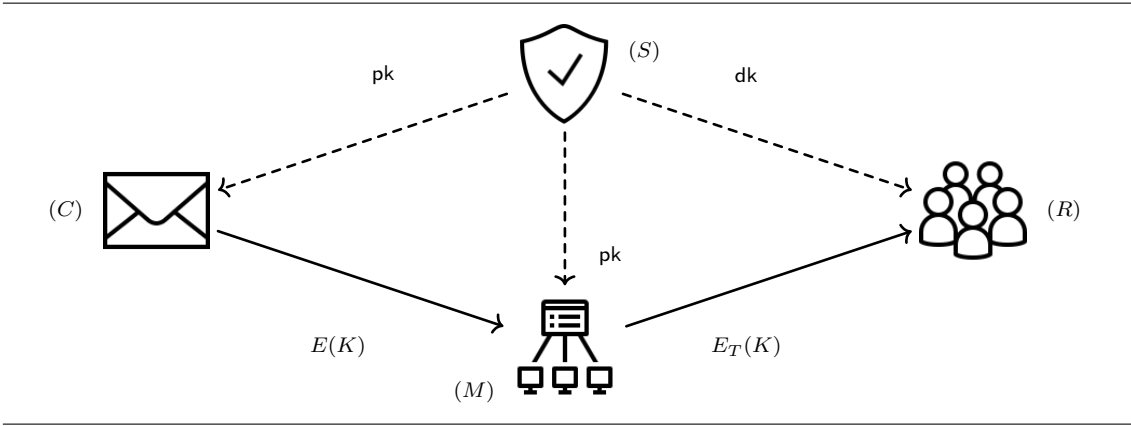 (S)
pk
dk
(C)
(R)
pk
E(K)
E_T(K)
(M)